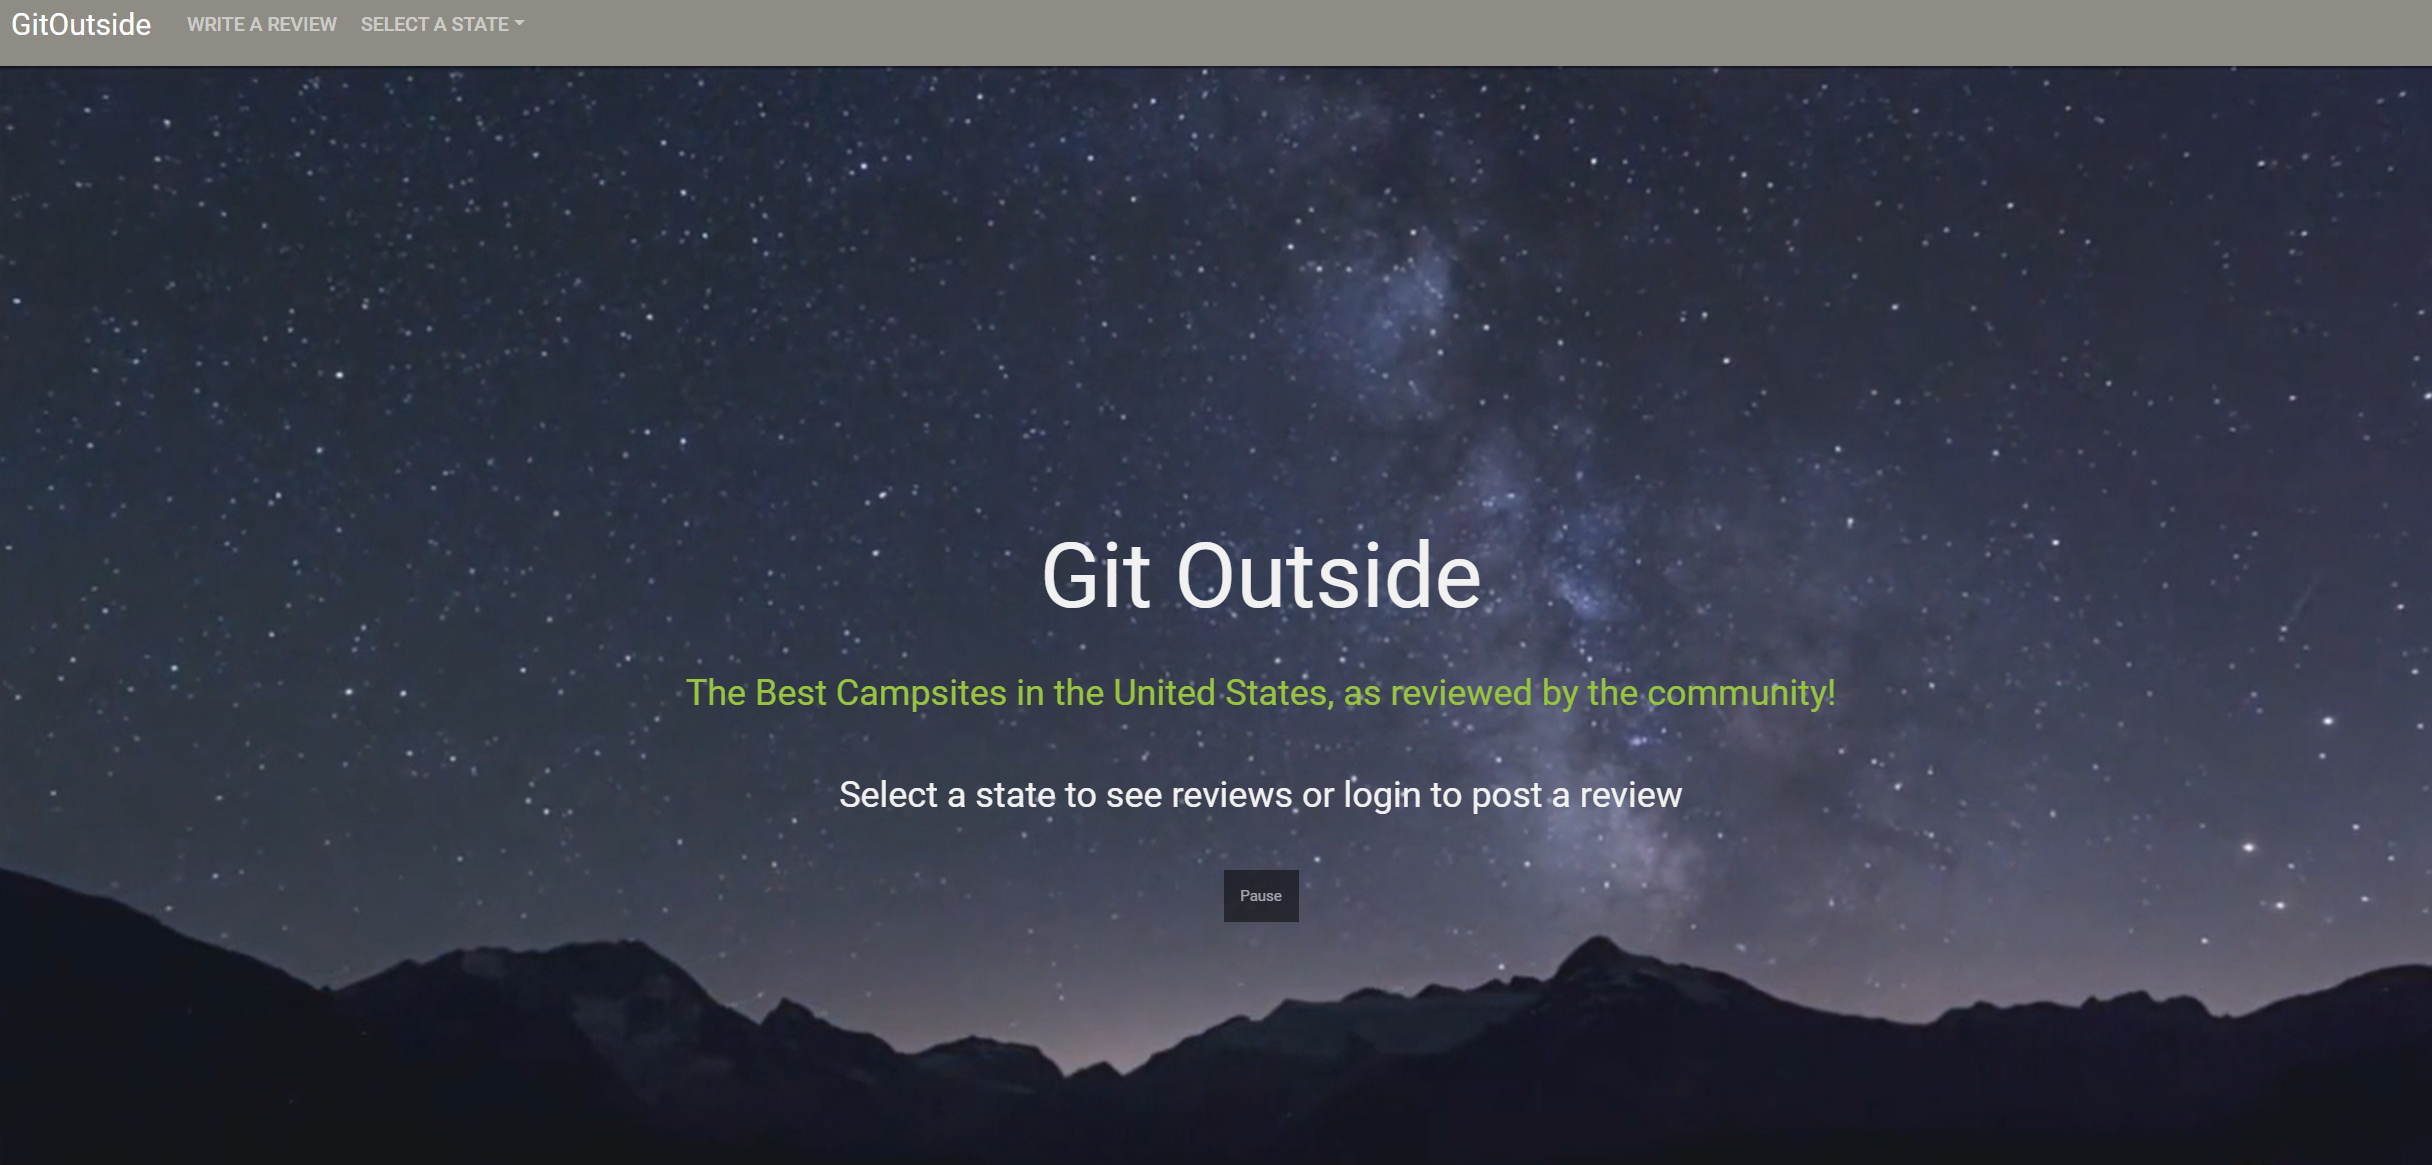 GitOutside WRITE A REVIEW SELECT A STATE
Git Outside
The Best Campsites in the United States, as reviewed by the community!
Select a state to see reviews or login to post a review
Pause